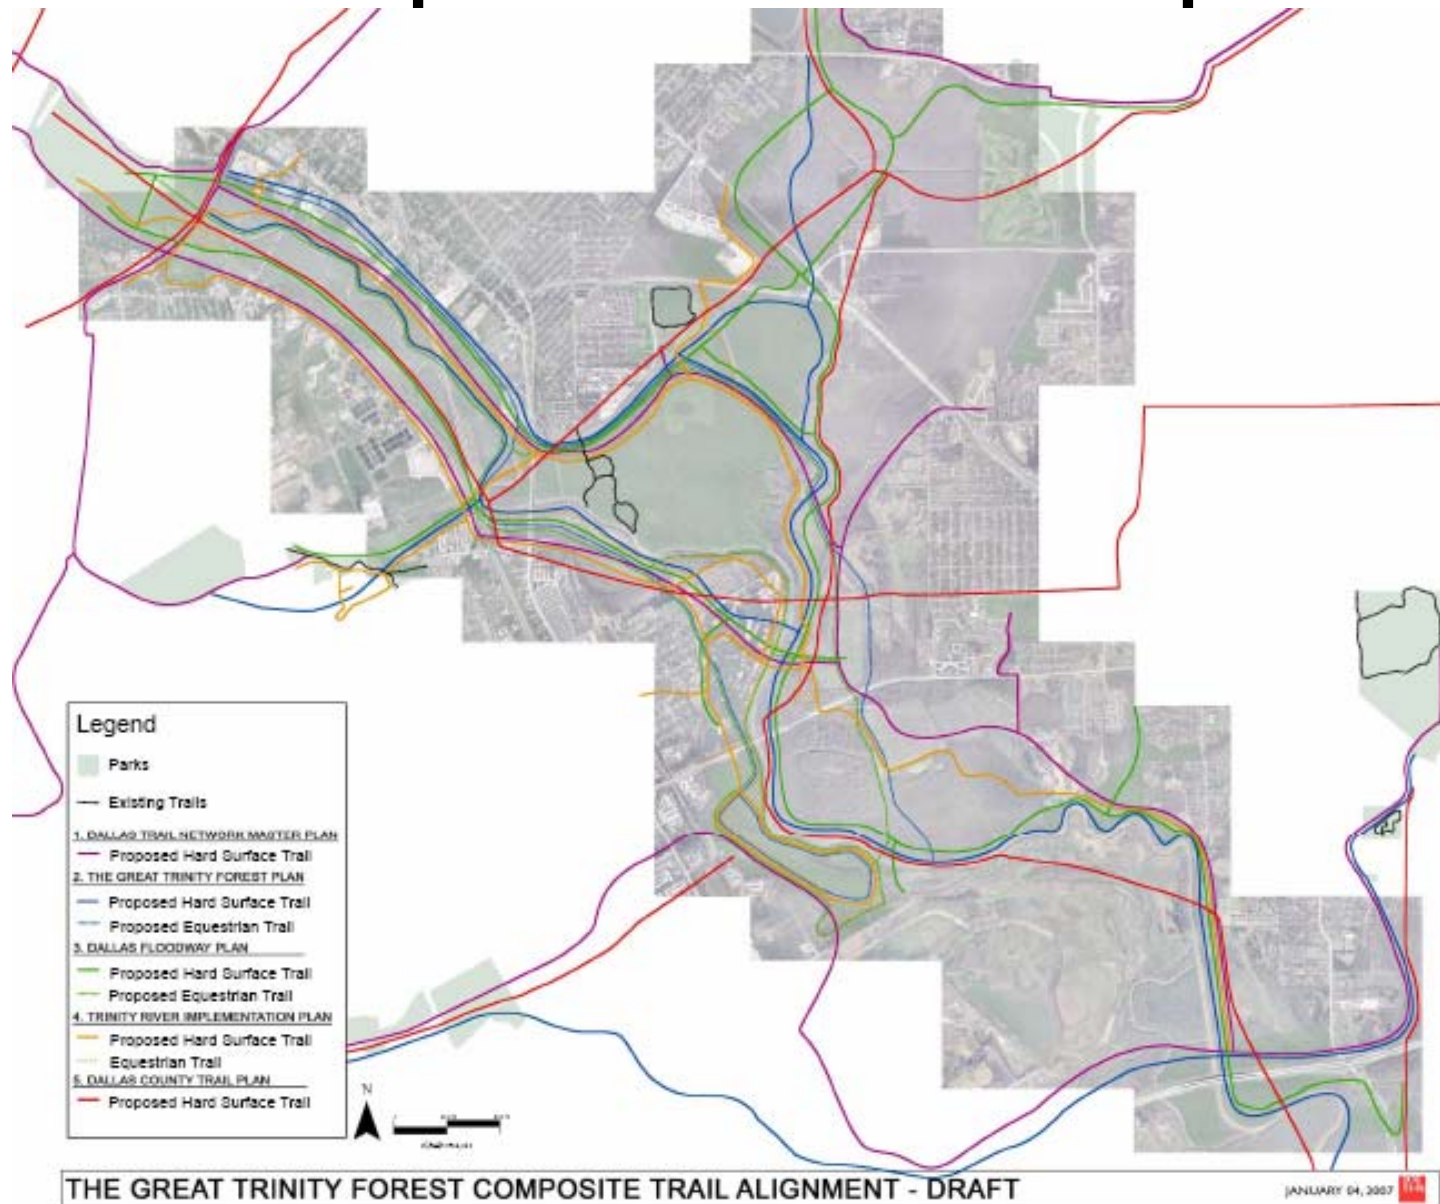 Legend
Parks
Existing Trails
1. DALLAS TRAIL NETWORK MASTER PLAN
Proposed Hard Surface Trail
2. THE GREAT TRINITY FOREST PLAN
Proposed Hard Surface Trail
Proposed Equestrian Trail
3. DALLAS FLOODWAY PLAN
Proposed Hard Surface Trail
Proposed Equestrian Trail
4. TRINITY RIVER IMPLEMENTATION PLAN
Proposed Hard Surface Trail
Equestrian Trail
5. DALLAS COUNTY TRAIL PLAN
Proposed Hard Surface Trail
N
THE GREAT TRINITY FOREST COMPOSITE TRAIL ALIGNMENT - DRAFT
JANUARY 04, 2007